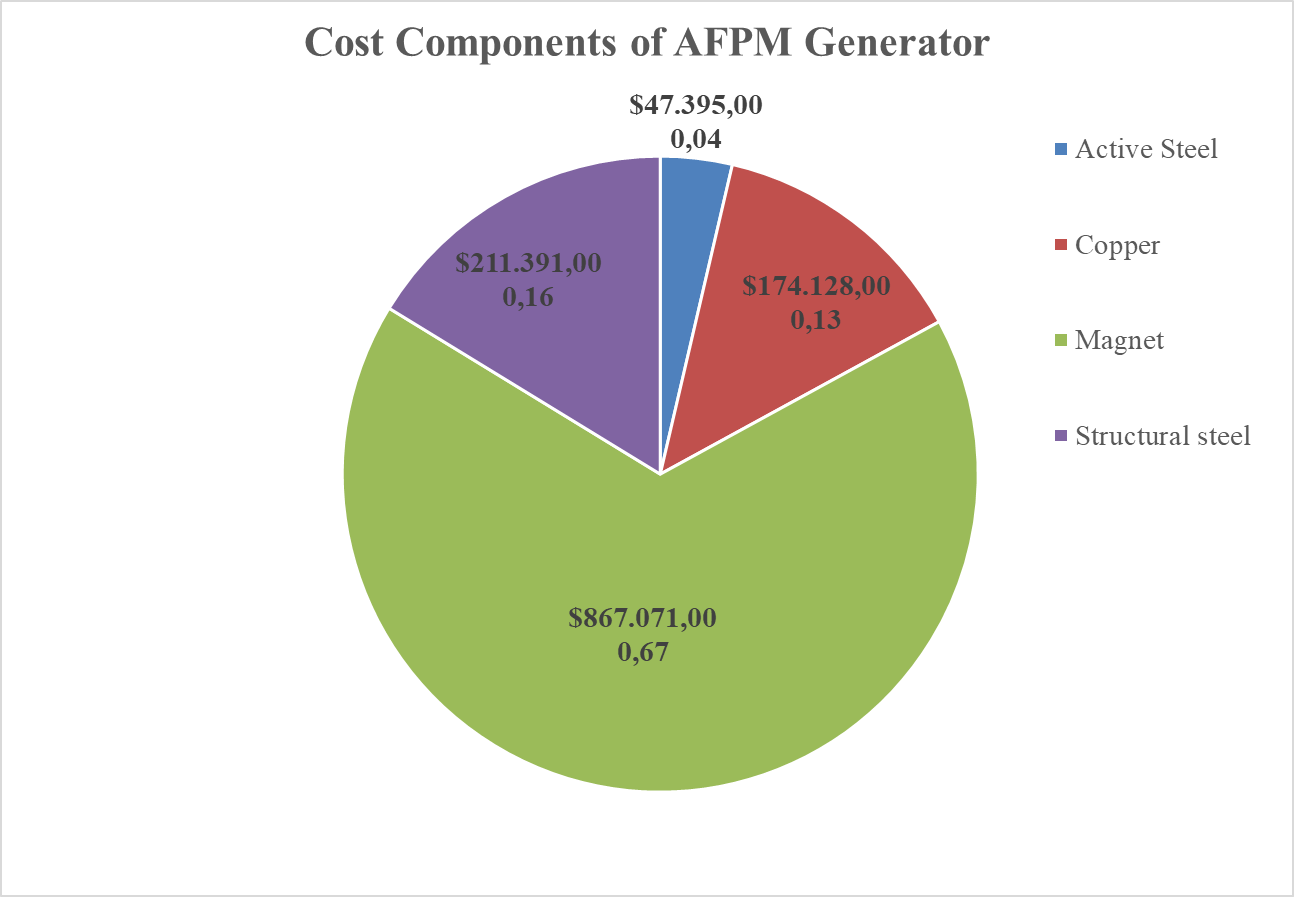 Cost Components of AFPM Generator
$47.395,00
0,04
$174.128,00
0,13
$867.071,00
0,67
$211.391,00
0,16
Active Steel
Copper
Magnet
Structural steel